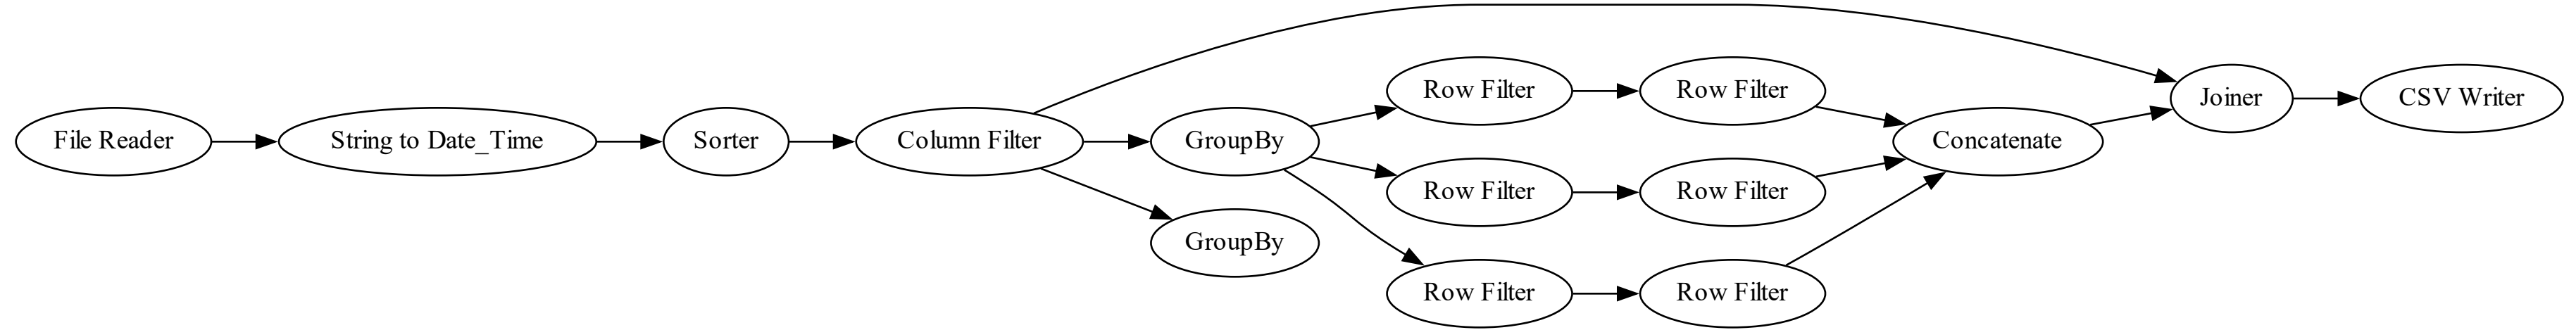 File Reader
String to Date_Time
Sorter
Column Filter
GroupBy
GroupBy
Row Filter
Row Filter
Row Filter
Row Filter
Row Filter
Row Filter
Concatenate
Joiner
CSV Writer